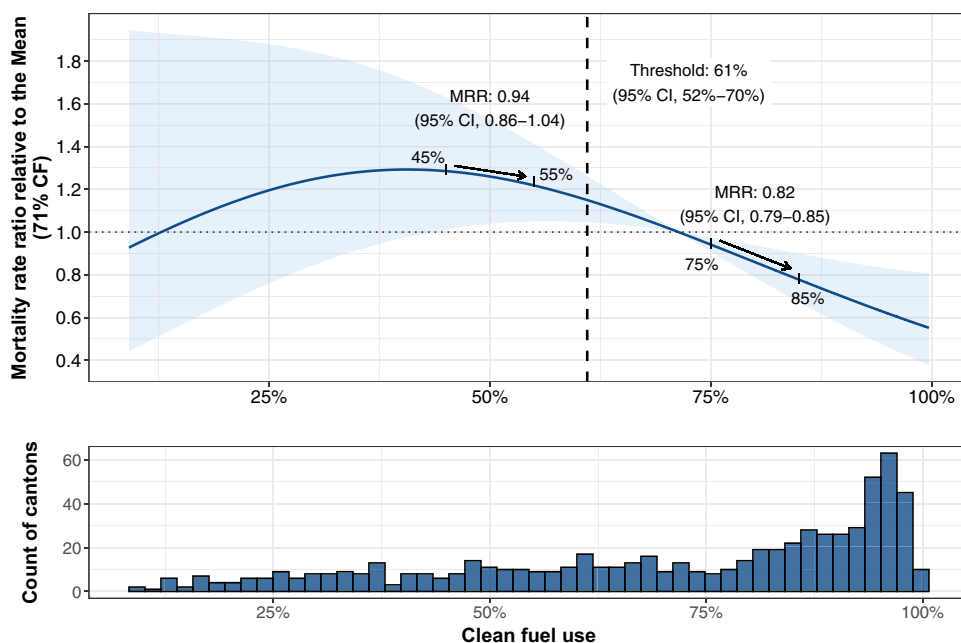 Mortality rate ratio relative to the Mean
(71% CF)
1.8
1.6
1.4
1.2
1.0
0.8
0.6
0.4
Threshold: 61%
(95% CI, 52%–70%)
MRR: 0.94
(95% CI, 0.86–1.04)
45%
55%
MRR: 0.82
(95% CI, 0.79–0.85)
75%
85%
25%
50%
75%
100%
Count of cantons
60
40
20
0
25%
50%
75%
100%
Clean fuel use